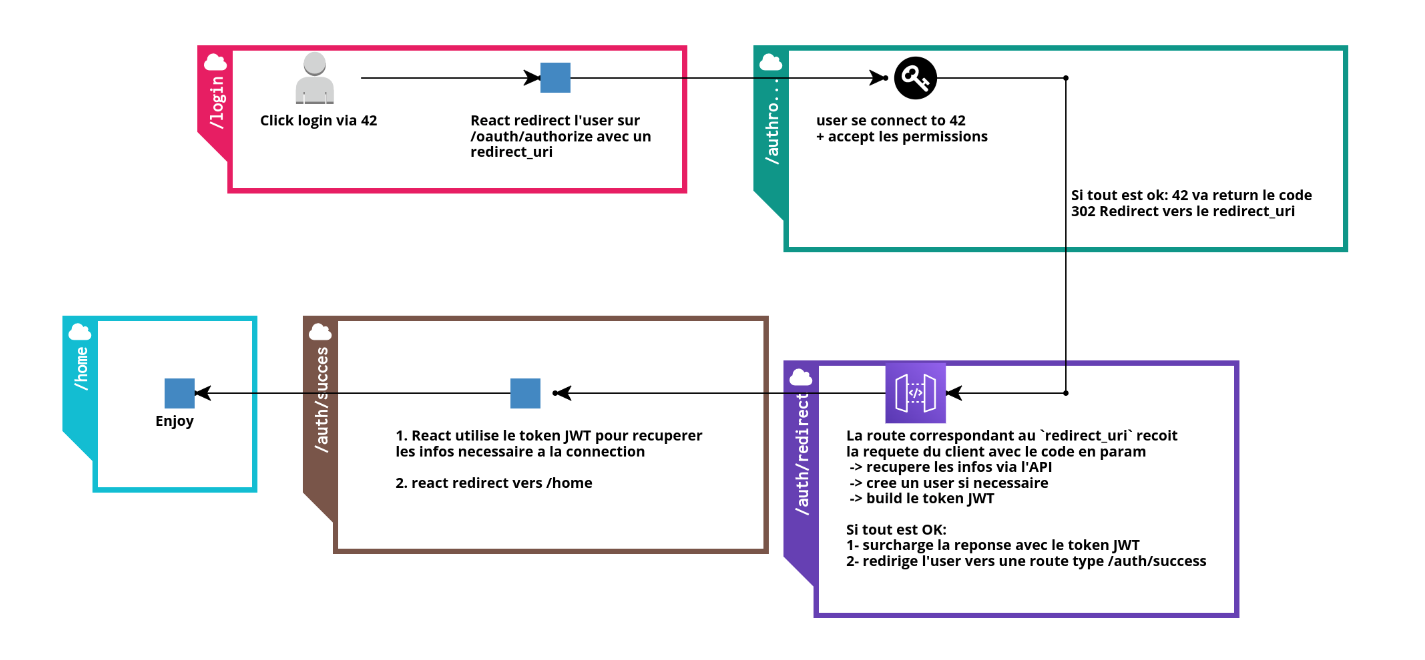 /login
Click login via 42
React redirect l'user sur
/oauth/authorize avec un
redirect_uri
/authro...
user se connect to 42
+ accept les permissions
Si tout est ok: 42 va return le code
302 Redirect vers le redirect_uri
/home
Enjoy
/auth/succes
1. React utilise le token JWT pour recuperer
les infos necessaire a la connection
2. react redirect vers /home
/auth/redirect
</>
La route correspondant au `redirect_uri` recoit
la requete du client avec le code en param
-> recupere les infos via l'API
-> cree un user si necessaire
-> build le token JWT
Si tout est OK:
1- surcharge la reponse avec le token JWT
2- redirige l'user vers une route type /auth/success